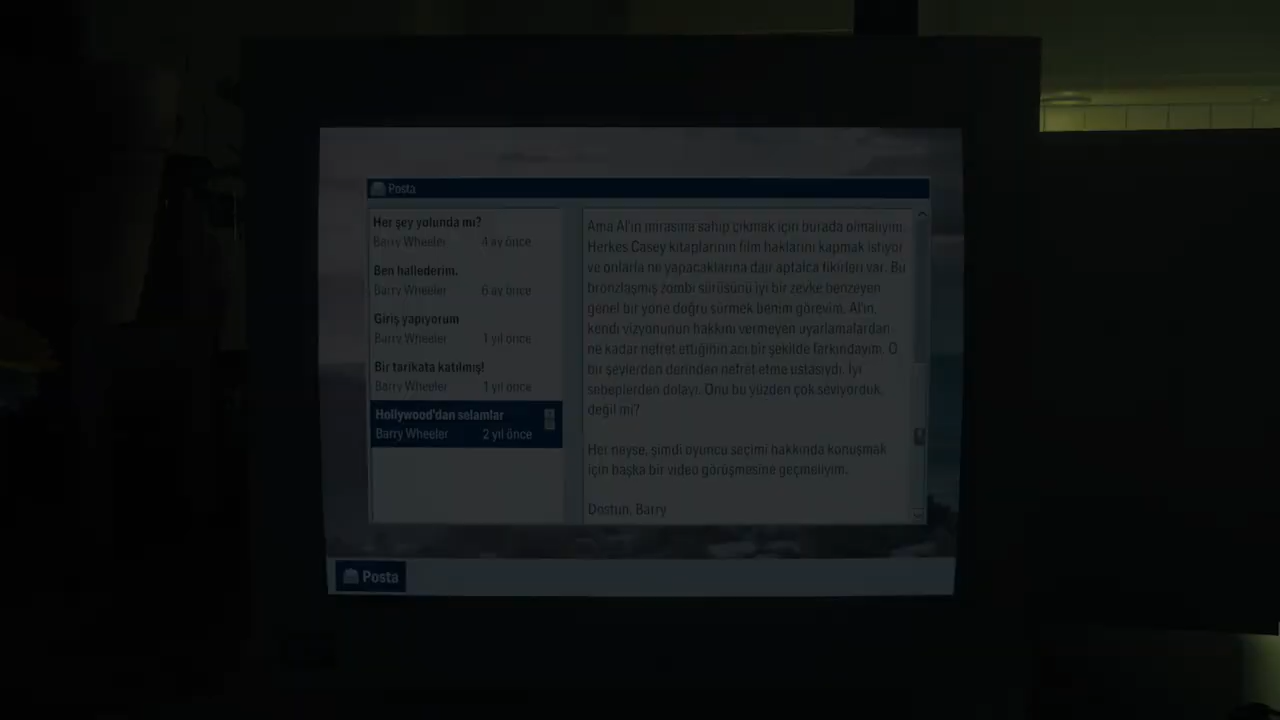 Posta
Her şey yolunda mı?
Barry Wheeler 4 ay önce
Ben hallederim.
Barry Wheeler 6 ay önce
Giriş yapıyorum
Barry Wheeler 1 yıl önce
Bir tarikata katılmış!
Barry Wheeler 1 yıl önce
Hollywood'dan selamlar
Barry Wheeler 2 yıl önce
Ama Al'in mirasına sahip çıkmak için burada olmalıyım.
Herkes Casey kitaplarının film haklarını kapmak istiyor
ve onlarla ne yapacaklarına dair aptalca fikirleri var. Bu
bronzlaşmış zombi sürüsünü iyi bir zevke benzeyen
genel bir yöne doğru sürmek benim görevim. Al'in,
kendi vizyonunun hakkını vermeyen uyarlamalardan
ne kadar nefret ettiğinin acı bir şekilde farkındayım. O
bir şeylerden derinden nefret etme ustasıydı. İyi
sebeplerden dolayı. Onu bu yüzden çok seviyorduk,
değil mi?
Her neyse, şimdi oyuncu seçimi hakkında konuşmak
için başka bir video görüşmesine geçmeliyim.
Dostun, Barry
Posta